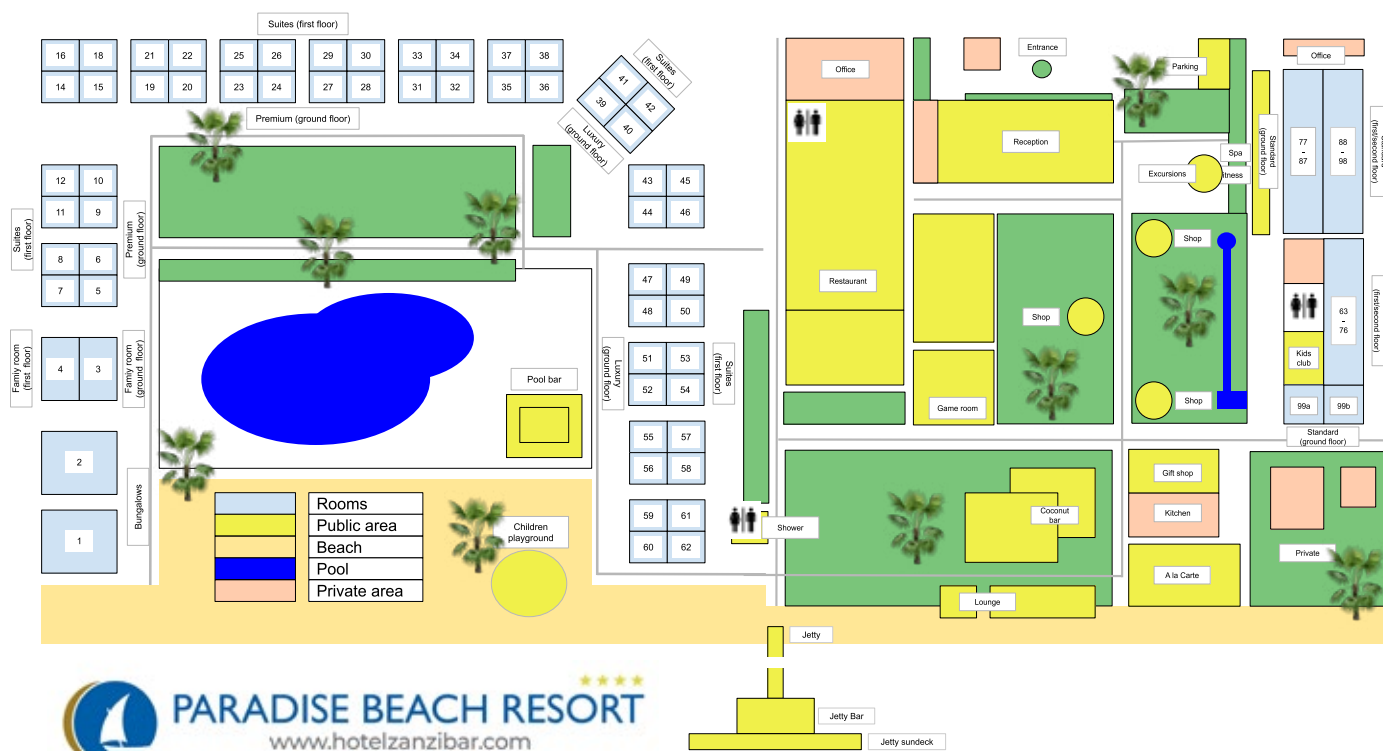 Suites (first floor)
16 18 21 22 25 26 29 30 33 34 37 38
14 15 19 20 23 24 27 28 31 32 35 36
Premium (ground floor)
Suites
(first floor)
41
42
39
40
Luxury
(ground floor)
Office
Entrance
Parking
Office
Reception
Standard
(ground floor)
77
-
87
88
-
98
(first/second floor)
Spa
Excursions
12 10
11 9
8 6
7 5
Suites
(first floor)
Premium
(ground floor)
43 45
44 46
Shop
47 49
48 50
Restaurant
Shop
63
-
76
(first/second floor)
Famiy room
(first floor)
4 3
Famiy room
(ground floor)
51 53
52 54
Luxury
(ground floor)
Suites
(first floor)
Kids
club
Pool bar
Game room
Shop
99a 99b
Standard
(ground floor)
2
1
Bungalows
55 57
56 58
59 61
60 62
Gift shop
Kitchen
Coconut
bar
Shower
Private
A la Carte
Lounge
Rooms
Public area
Beach
Pool
Private area
Children
playground
Jetty
Jetty Bar
Jetty sundeck
PARADISE BEACH RESORT
www.hotelzanzibar.com